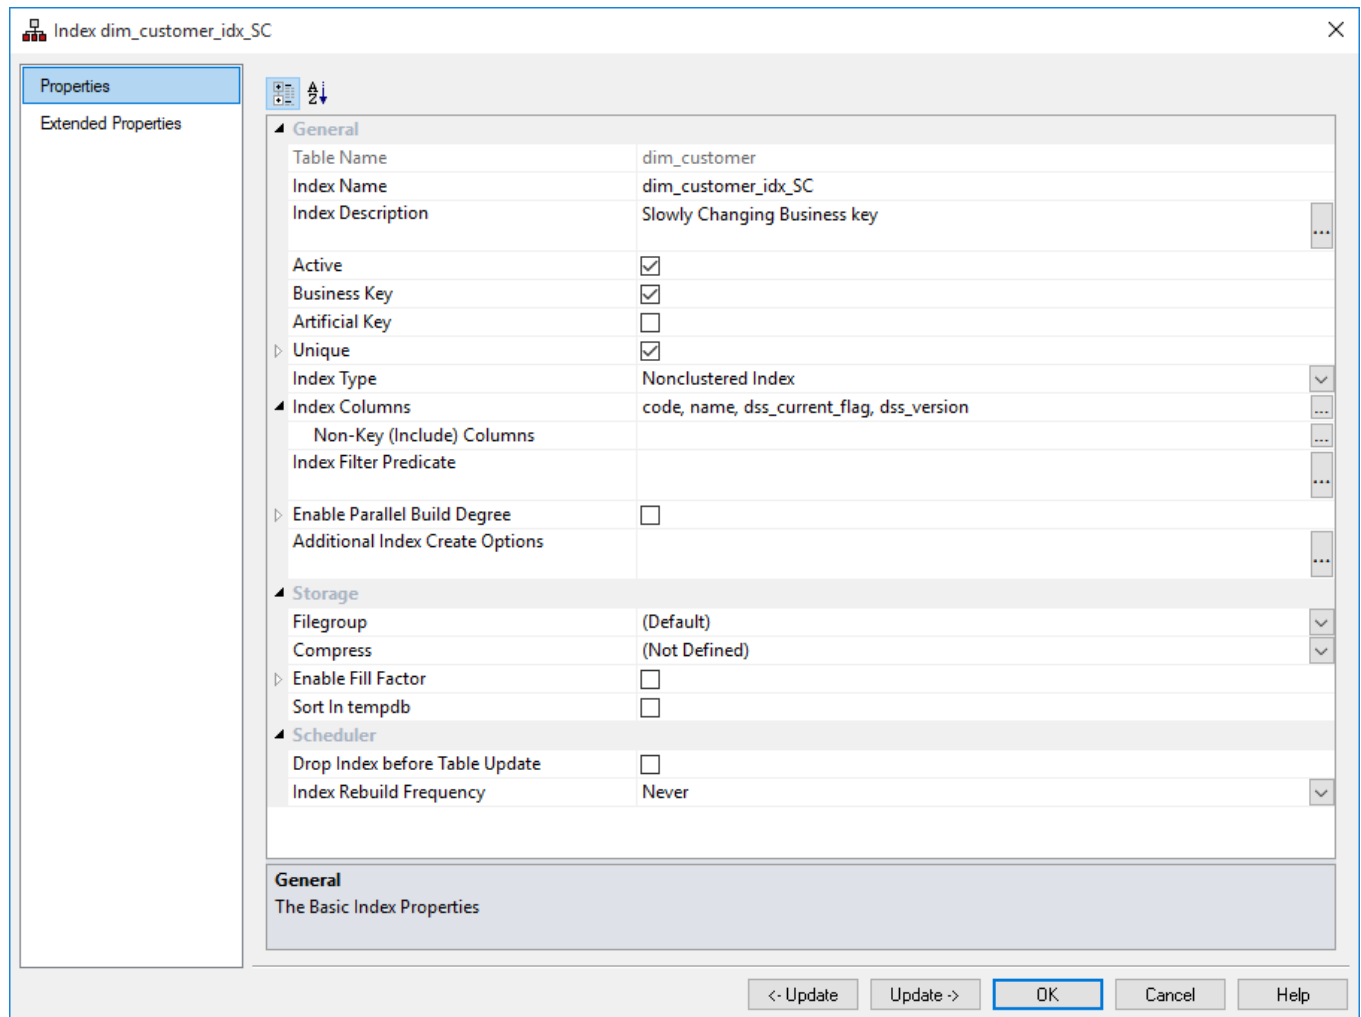 Index dim_customer_idx_SC
Properties
Extended Properties
General
Table Name dim_customer
Index Name dim_customer_idx_SC
Index Description Slowly Changing Business key
...
Active
Business Key
Artificial Key
Unique
Index Type Nonclustered Index
Index Columns code, name, dss_current_flag, dss_version ...
Non-Key (Include) Columns ...
Index Filter Predicate
...
Enable Parallel Build Degree
Additional Index Create Options
...
Storage
Filegroup (Default)
Compress (Not Defined)
Enable Fill Factor
Sort In tempdb
Scheduler
Drop Index before Table Update
Index Rebuild Frequency Never
General
The Basic Index Properties
<- Update Update -> OK Cancel Help